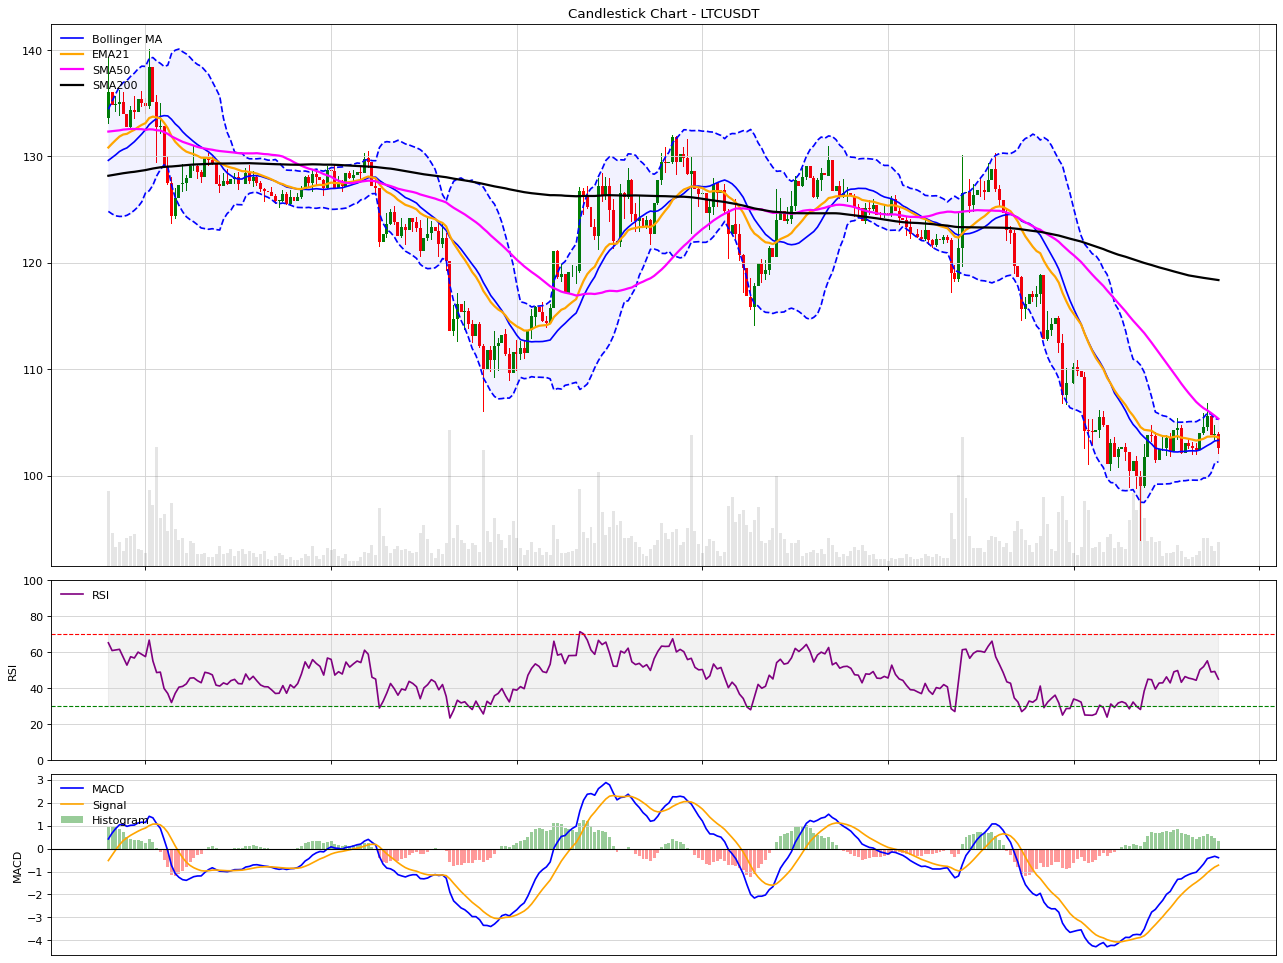 Candlestick Chart - LTCUSDT
Bollinger MA
EMA21
SMA50
SMA200
140
130
120
110
100
RSI
100
80
60
40
20
0
RSI
MACD
Signal
Histogram
3
2
1
0
−1
−2
−3
−4
MACD